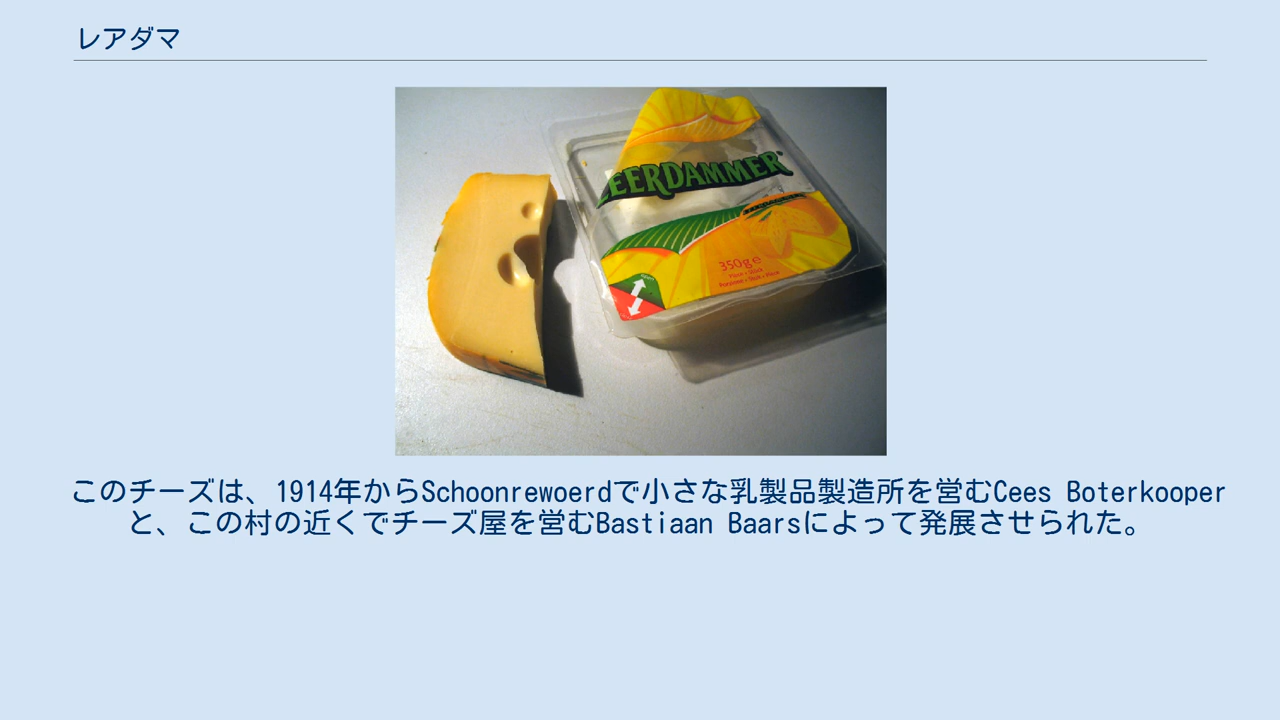 レアダマ
EERDAMMER
350g e
このチーズは、1914年からSchoonrewoerdで小さな乳製品製造所を営むCees Boterkooper
と、この村の近くでチーズ屋を営むBastiaan Baarsによって発展させられた。